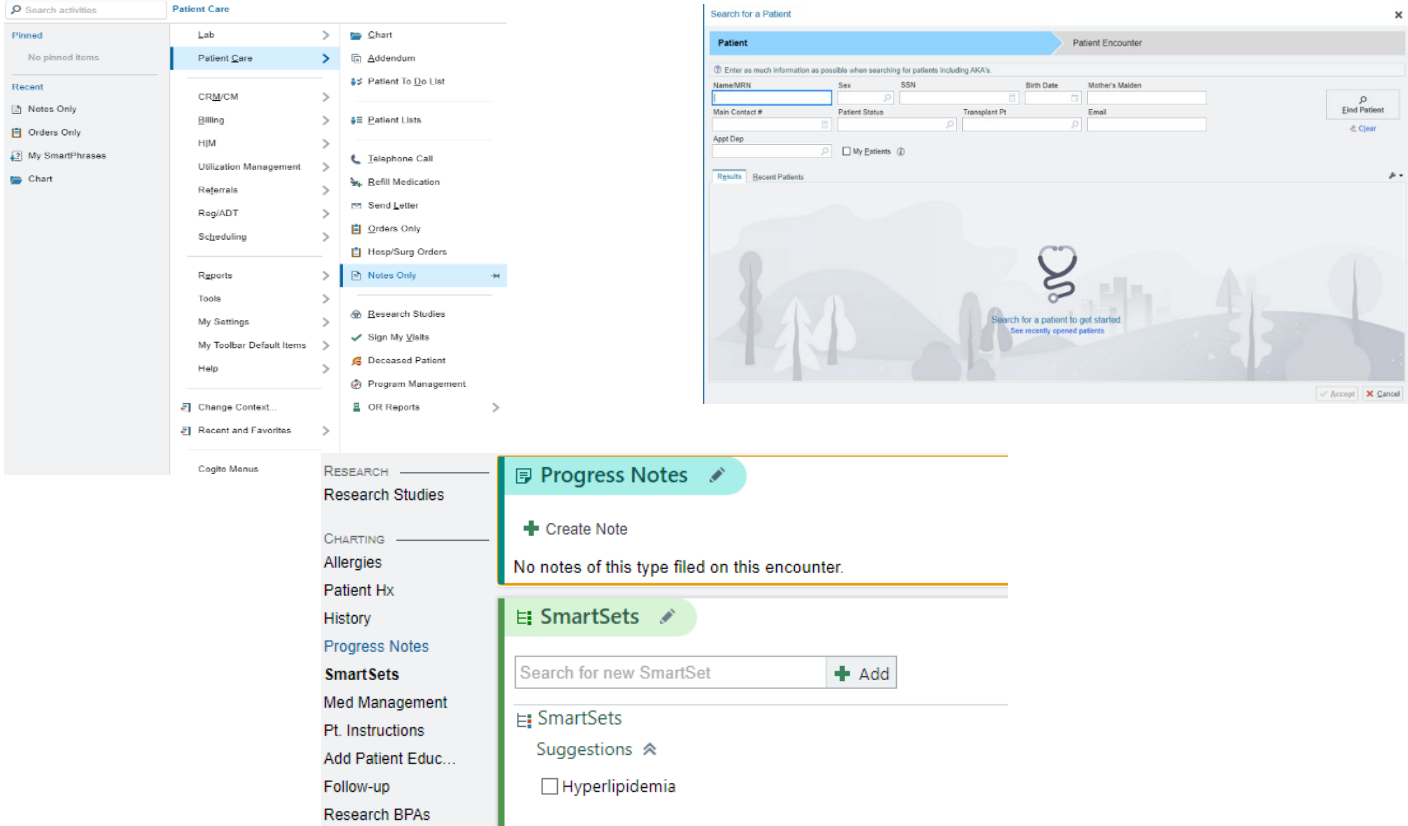 Search activities
Patient Care
Pinned
No pinned items
Recent
Notes Only
Orders Only
My SmartPhrases
Chart
Lab
Patient Care
CRM/CM
Billing
HIM
Utilization Management
Referrals
Reg/ADT
Scheduling
Reports
Tools
My Settings
My Toolbar Default Items
Help
Change Context...
Recent and Favorites
Cogito Menus
Chart
Addendum
Patient To Do List
Patient Lists
Telephone Call
Refill Medication
Send Letter
Orders Only
Hosp/Surg Orders
Notes Only
Research Studies
Sign My Visits
Deceased Patient
Program Management
OR Reports
Search for a Patient
Patient
Patient Encounter
Enter as much information as possible when searching for patients including AKA's.
Name/MRN Sex SSN Birth Date Mother's Maiden
Main Contact # Patient Status Transplant Pt Email
Appt Dep
My Patients
Find Patient
Clear
Results Recent Patients
Search for a patient to get started
See recently opened patients
Accept Cancel
RESEARCH
Research Studies
CHARTING
Allergies
Patient Hx
History
Progress Notes
SmartSets
Med Management
Pt. Instructions
Add Patient Educ...
Follow-up
Research BPAs
Progress Notes
Create Note
No notes of this type filed on this encounter.
SmartSets
Search for new SmartSet Add
SmartSets
Suggestions
Hyperlipidemia